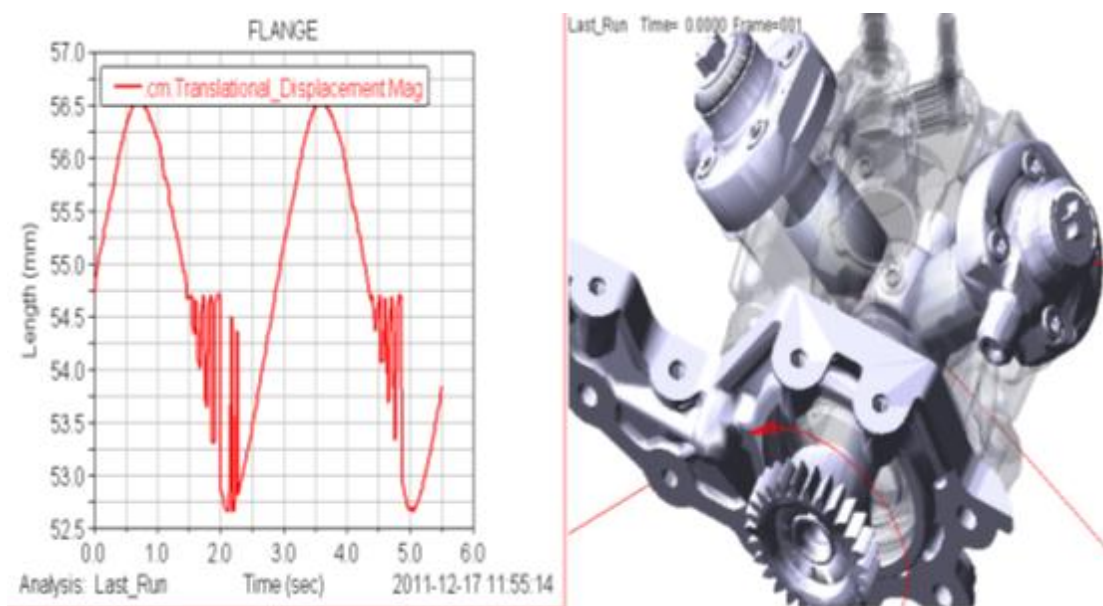 FLANGE
cm.Translational_Displacement.Mag
Length (mm)
57.0
56.5
56.0
55.5
55.0
54.5
54.0
53.5
53.0
52.5
0.0 1.0 2.0 3.0 4.0 5.0 6.0
Analysis: Last_Run Time (sec) 2011-12-17 11:55:14
Last_Run Time= 0.0000 Frame=001